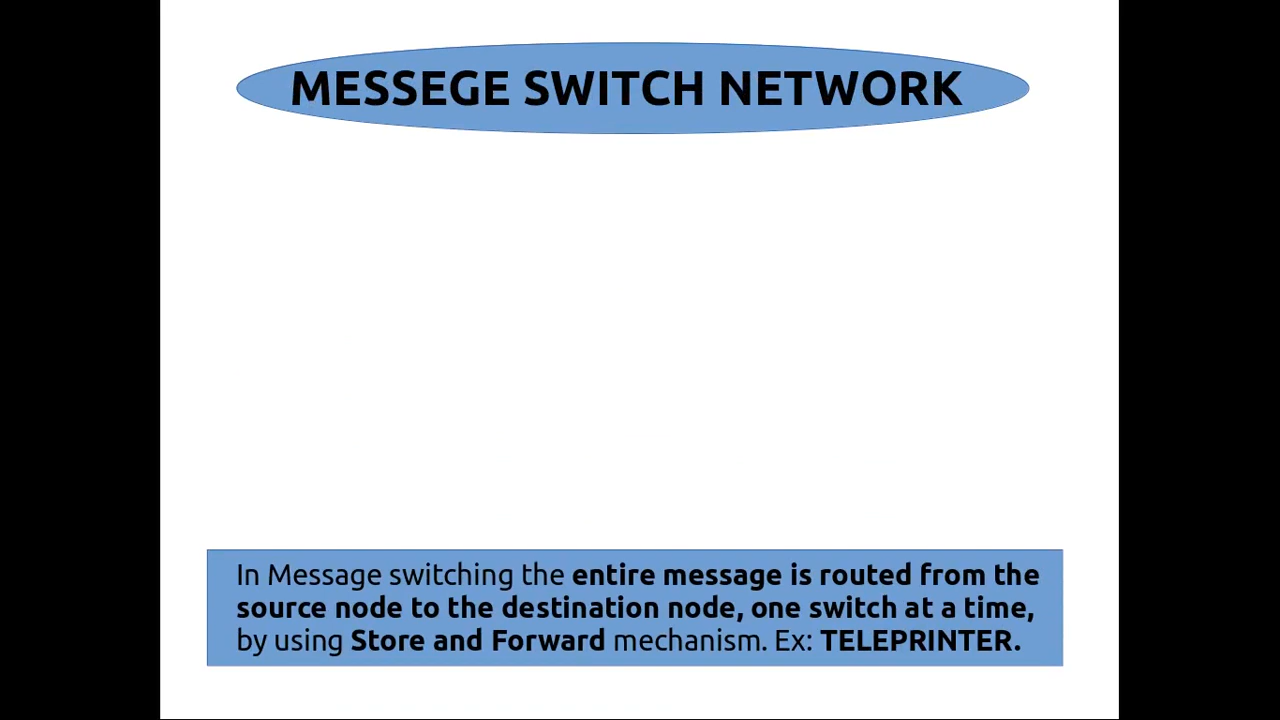 MESSEGE SWITCH NETWORK
In Message switching the entire message is routed from the
source node to the destination node, one switch at a time,
by using Store and Forward mechanism. Ex: TELEPRINTER.